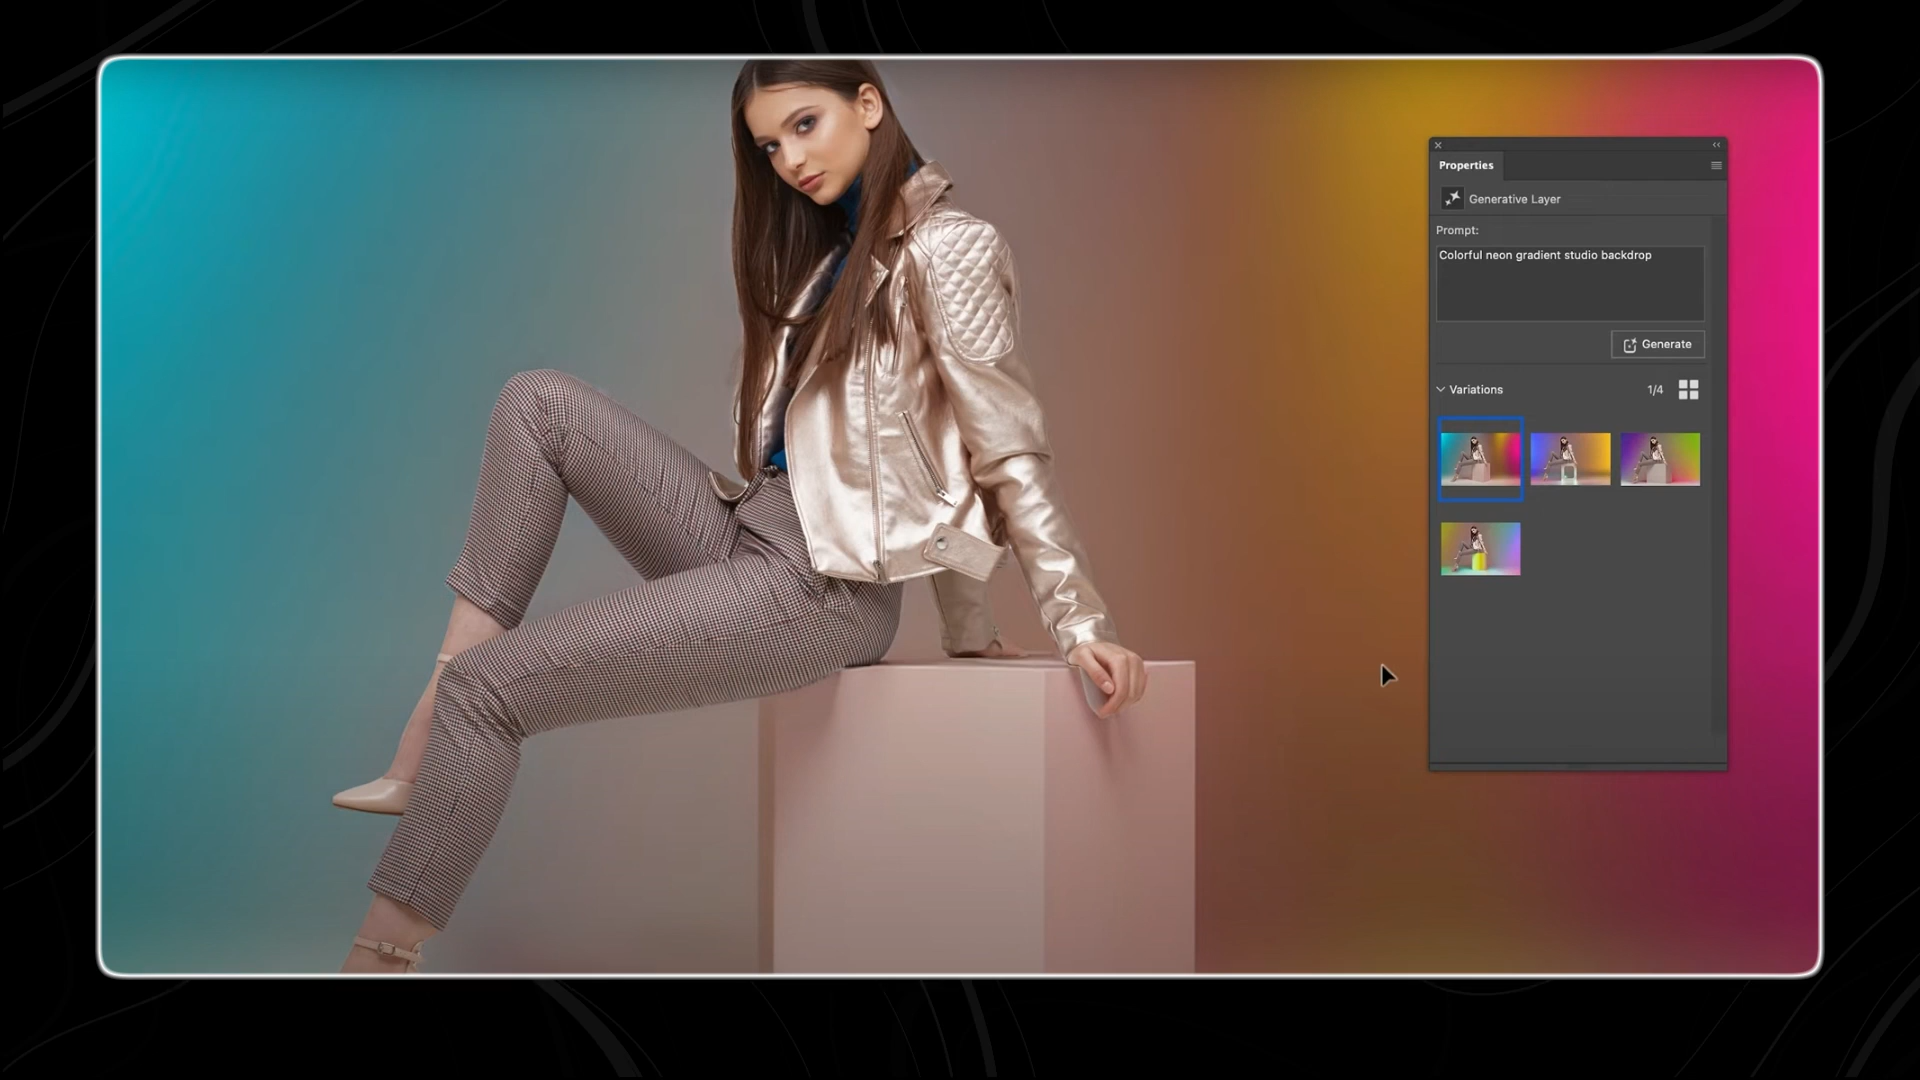 Properties
Generative Layer
Prompt:
Colorful neon gradient studio backdrop
Generate
Variations 1/4